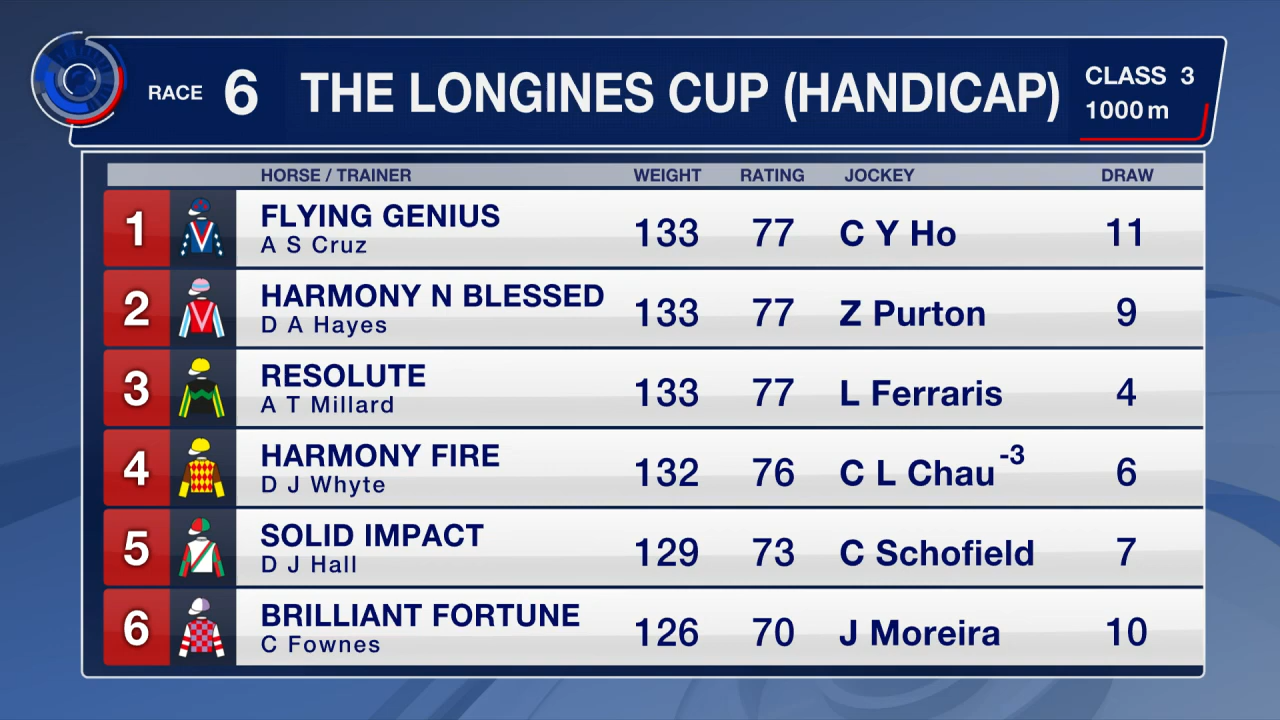 RACE 6 THE LONGINES CUP (HANDICAP) CLASS 3
1000 m
HORSE / TRAINER WEIGHT RATING JOCKEY DRAW
1 FLYING GENIUS 133 77 C Y Ho 11
A S Cruz
2 HARMONY N BLESSED 133 77 Z Purton 9
D A Hayes
3 RESOLUTE 133 77 L Ferraris 4
A T Millard
4 HARMONY FIRE 132 76 C L Chau -3 6
D J Whyte
5 SOLID IMPACT 129 73 C Schofield 7
D J Hall
6 BRILLIANT FORTUNE 126 70 J Moreira 10
C Fownes